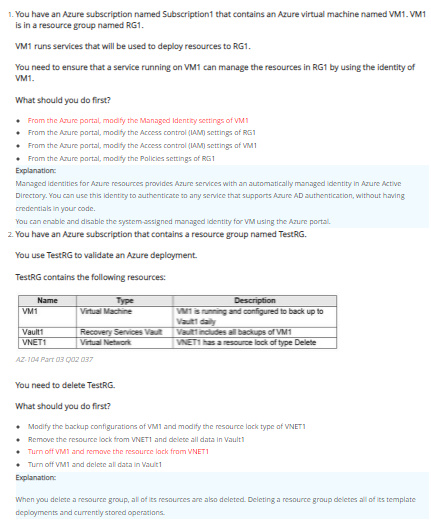 1. You have an Azure subscription named Subscription1 that contains an Azure virtual machine named VM1. VM1
is in a resource group named RG1.
VM1 runs services that will be used to deploy resources to RG1.
You need to ensure that a service running on VM1 can manage the resources in RG1 by using the identity of
VM1.
What should you do first?
• From the Azure portal, modify the Managed Identity settings of VM1
• From the Azure portal, modify the Access control (IAM) settings of RG1
• From the Azure portal, modify the Access control (IAM) settings of VM1
• From the Azure portal, modify the Policies settings of RG1
Explanation:
Managed identities for Azure resources provides Azure services with an automatically managed identity in Azure Active
Directory. You can use this identity to authenticate to any service that supports Azure AD authentication, without having
credentials in your code.
You can enable and disable the system-assigned managed identity for VM using the Azure portal.
2. You have an Azure subscription that contains a resource group named TestRG.
You use TestRG to validate an Azure deployment.
TestRG contains the following resources:
Name Type Description
VM1 Virtual Machine VM1 is running and configured to back up to
Vault1 daily
Vault1 Recovery Services Vault Vault1 includes all backups of VM1
VNET1 Virtual Network VNET1 has a resource lock of type Delete
AZ-104 Part 03 Q02 037
You need to delete TestRG.
What should you do first?
• Modify the backup configurations of VM1 and modify the resource lock type of VNET1
• Remove the resource lock from VNET1 and delete all data in Vault1
• Turn off VM1 and remove the resource lock from VNET1
• Turn off VM1 and delete all data in Vault1
Explanation:
When you delete a resource group, all of its resources are also deleted. Deleting a resource group deletes all of its template
deployments and currently stored operations.